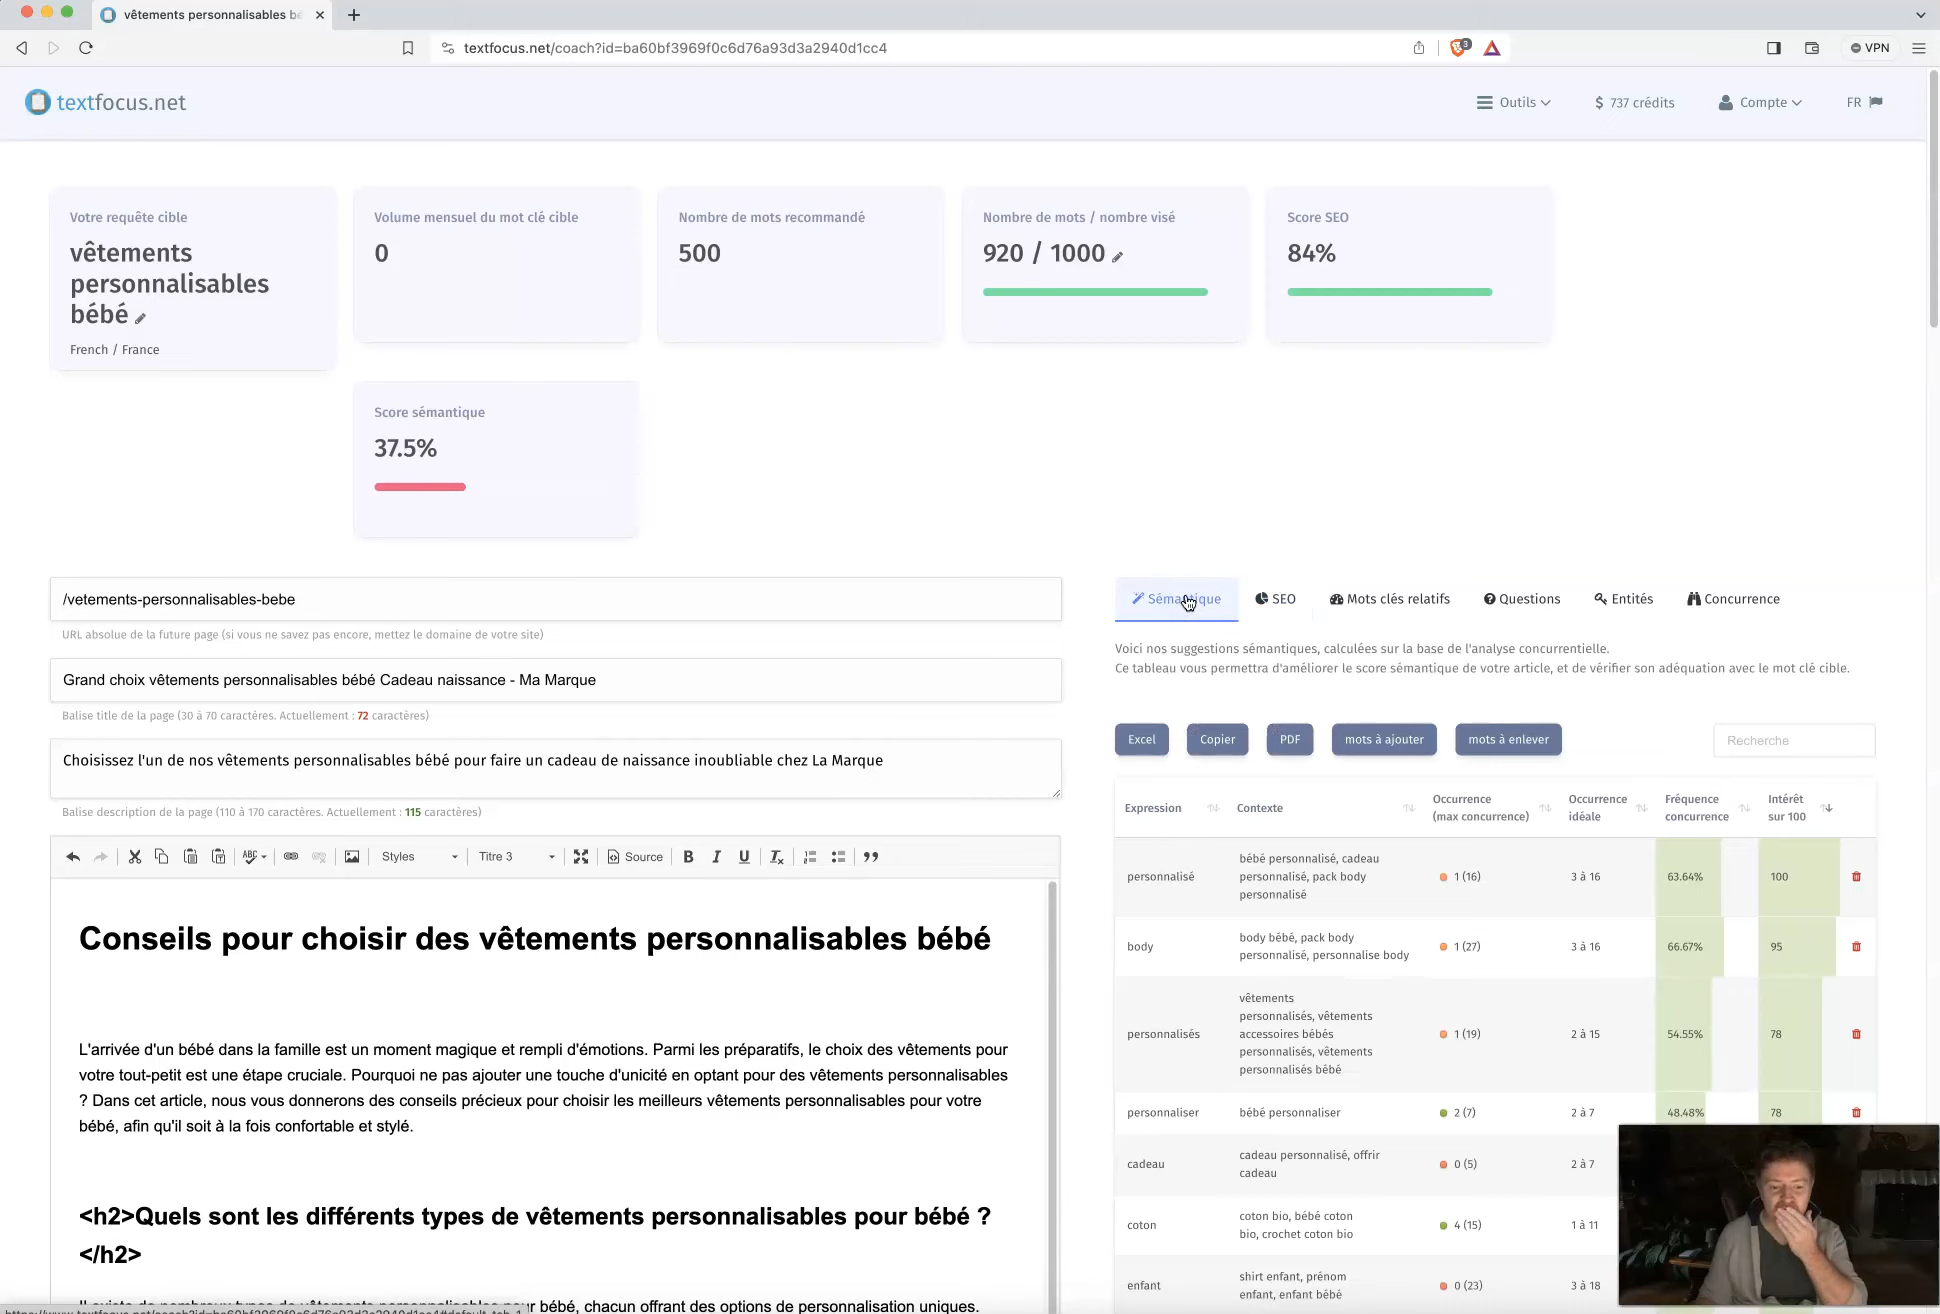 vêtements personnalisables bé
textfocus.net/coach?id=ba60bf3969f0c6d76a93d3a2940d1cc4
3
VPN
textfocus.net
Outils
$ 737 crédits
Compte
FR
Votre requête cible
vêtements
personnalisables
bébé
French / France
Volume mensuel du mot clé cible
0
Nombre de mots recommandé
500
Nombre de mots / nombre visé
920 / 1000
Score SEO
84%
Score sémantique
37.5%
/vetements-personnalisables-bebe
URL absolue de la future page (si vous ne savez pas encore, mettez le domaine de votre site)
Grand choix vêtements personnalisables bébé Cadeau naissance - Ma Marque
Balise title de la page (30 à 70 caractères. Actuellement : 72 caractères)
Choisissez l'un de nos vêtements personnalisables bébé pour faire un cadeau de naissance inoubliable chez La Marque
Balise description de la page (110 à 170 caractères. Actuellement : 115 caractères)
Styles
Titre 3
Source
B I U
Conseils pour choisir des vêtements personnalisables bébé
L'arrivée d'un bébé dans la famille est un moment magique et rempli d'émotions. Parmi les préparatifs, le choix des vêtements pour
votre tout-petit est une étape cruciale. Pourquoi ne pas ajouter une touche d'unicité en optant pour des vêtements personnalisables
? Dans cet article, nous vous donnerons des conseils précieux pour choisir les meilleurs vêtements personnalisables pour votre
bébé, afin qu'il soit à la fois confortable et stylé.
<h2>Quels sont les différents types de vêtements personnalisables pour bébé ?
</h2>
bébé, chacun offrant des options de personnalisation uniques.
Sémantique
SEO
Mots clés relatifs
Questions
Entités
Concurrence
Voici nos suggestions sémantiques, calculées sur la base de l'analyse concurrentielle.
Ce tableau vous permettra d'améliorer le score sémantique de votre article, et de vérifier son adéquation avec le mot clé cible.
Excel
Copier
PDF
mots à ajouter
mots à enlever
Recherche
Expression
Contexte
Occurrence
(max concurrence)
Occurrence
idéale
Fréquence
concurrence
Intérêt
sur 100
personnalisé
bébé personnalisé, cadeau
personnalisé, pack body
personnalisé
1 (16)
3 à 16
63.64%
100
body
body bébé, pack body
personnalisé, personnalise body
1 (27)
3 à 16
66.67%
95
personnalisés
vêtements
personnalisés, vêtements
accessoires bébés
personnalisés, vêtements
personnalisés bébé
1 (19)
2 à 15
54.55%
78
personnaliser
bébé personnaliser
2 (7)
2 à 7
48.48%
78
cadeau
cadeau personnalisé, offrir
cadeau
0 (5)
2 à 7
coton
coton bio, bébé coton
bio, crochet coton bio
4 (15)
1 à 11
enfant
shirt enfant, prénom
enfant, enfant bébé
0 (23)
3 à 18